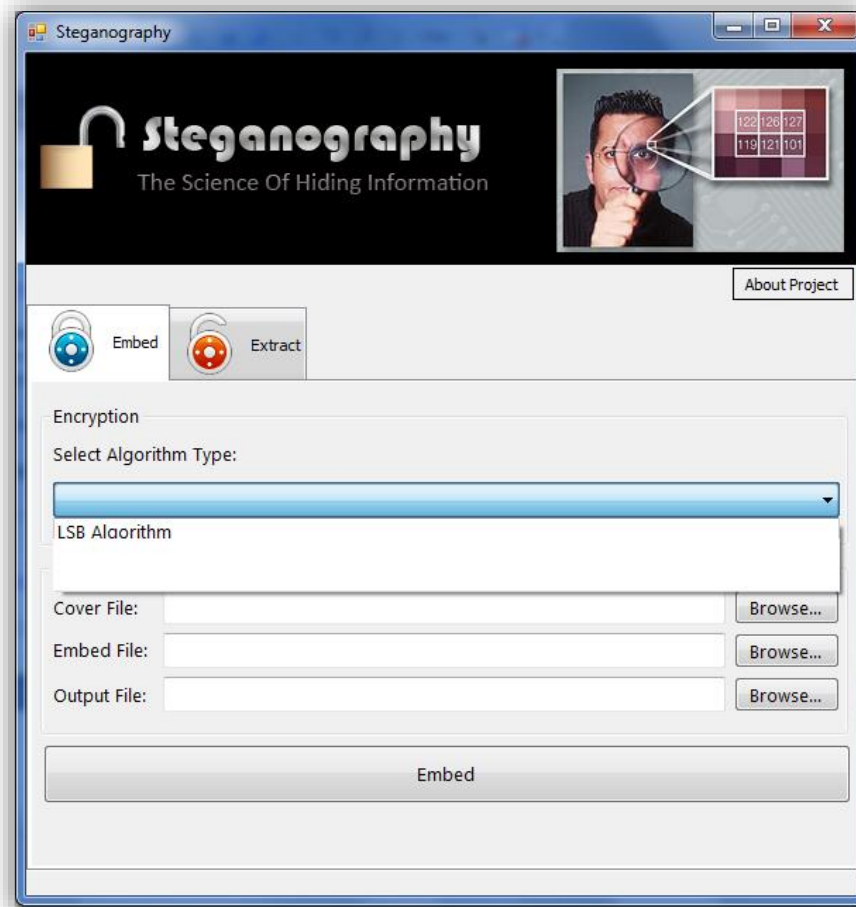 Steganography
Steganography
The Science Of Hiding Information
122 126 127
119 121 101
About Project
Embed
Extract
Encryption
Select Algorithm Type:
LSB Algorithm
Cover File:
Browse...
Embed File:
Browse...
Output File:
Browse...
Embed